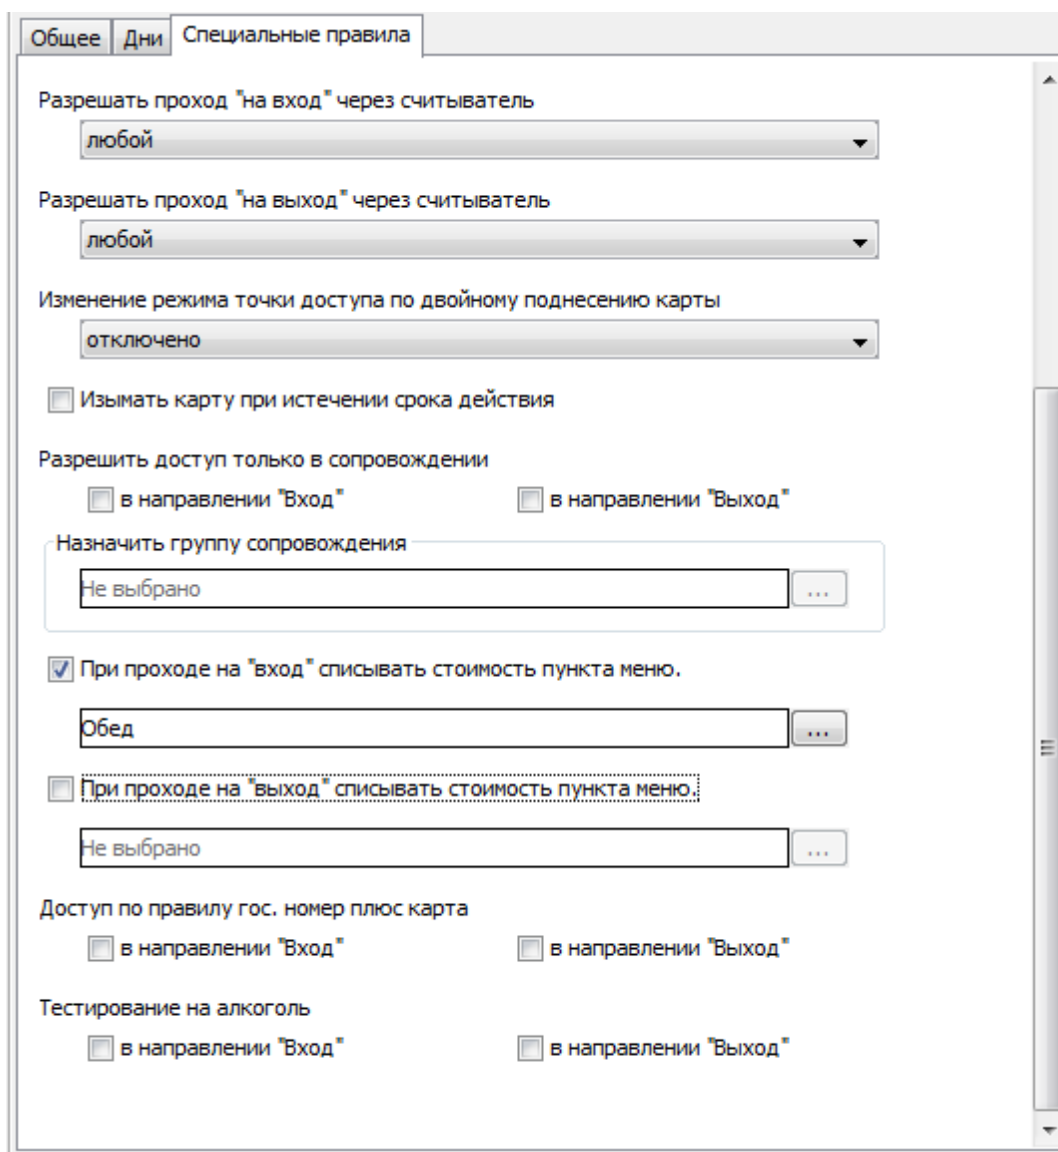 Общее Дни Специальные правила
Разрешать проход "на вход" через считыватель
любой
Разрешать проход "на выход" через считыватель
любой
Изменение режима точки доступа по двойному поднесению карты
отключено
Изымать карту при истечении срока действия
Разрешить доступ только в сопровождении
в направлении "Вход" в направлении "Выход"
Назначить группу сопровождения
Не выбрано ...
При проходе на "вход" списывать стоимость пункта меню.
Обед ...
При проходе на "выход" списывать стоимость пункта меню.
Не выбрано ...
Доступ по правилу гос. номер плюс карта
в направлении "Вход" в направлении "Выход"
Тестирование на алкоголь
в направлении "Вход" в направлении "Выход"